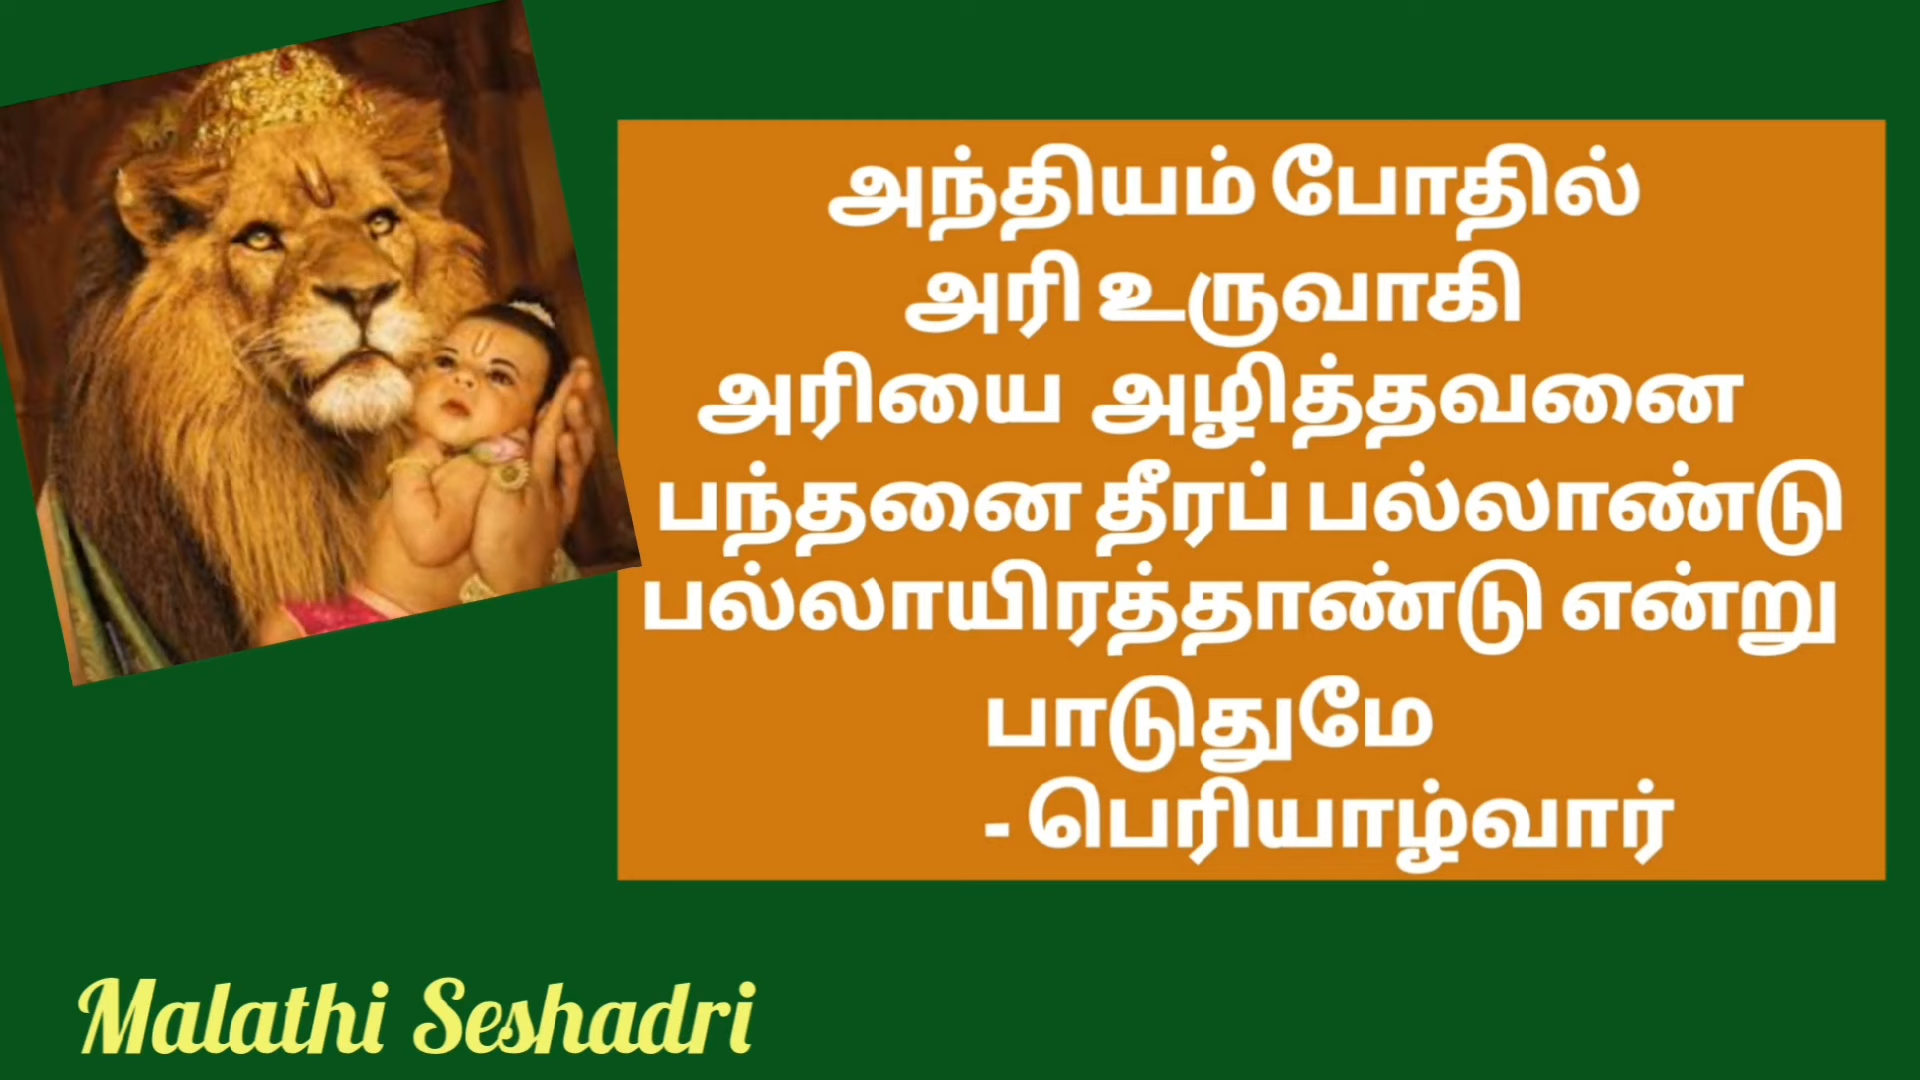 அந்தியம் போதில்
அரி உருவாகி
அரியை அழித்தவனை
பந்தனை தீரப் பல்லாண்டு
பல்லாயிரத்தாண்டு என்று
பாடுதுமே
- பெரியாழ்வார்
Malathi Seshadri